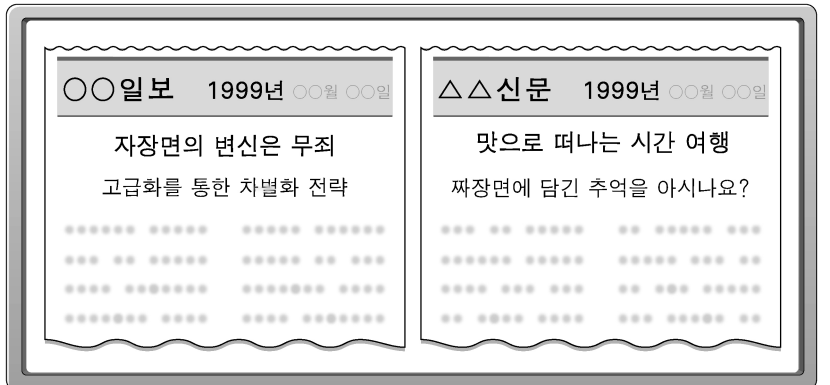 ○○일보 1999년 ○○월 ○○일
자장면의 변신은 무죄
고급화를 통한 차별화 전략
△△신문 1999년 ○○월 ○○일
맛으로 떠나는 시간 여행
짜장면에 담긴 추억을 아시나요?